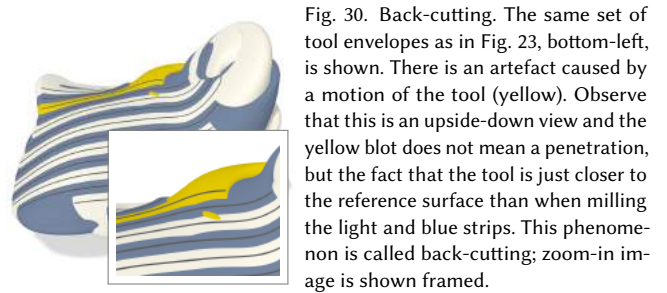 Fig. 30. Back-cutting. The same set of
tool envelopes as in Fig. 23, bottom-left,
is shown. There is an artefact caused by
a motion of the tool (yellow). Observe
that this is an upside-down view and the
yellow blot does not mean a penetration,
but the fact that the tool is just closer to
the reference surface than when milling
the light and blue strips. This phenome-
non is called back-cutting; zoom-in im-
age is shown framed.